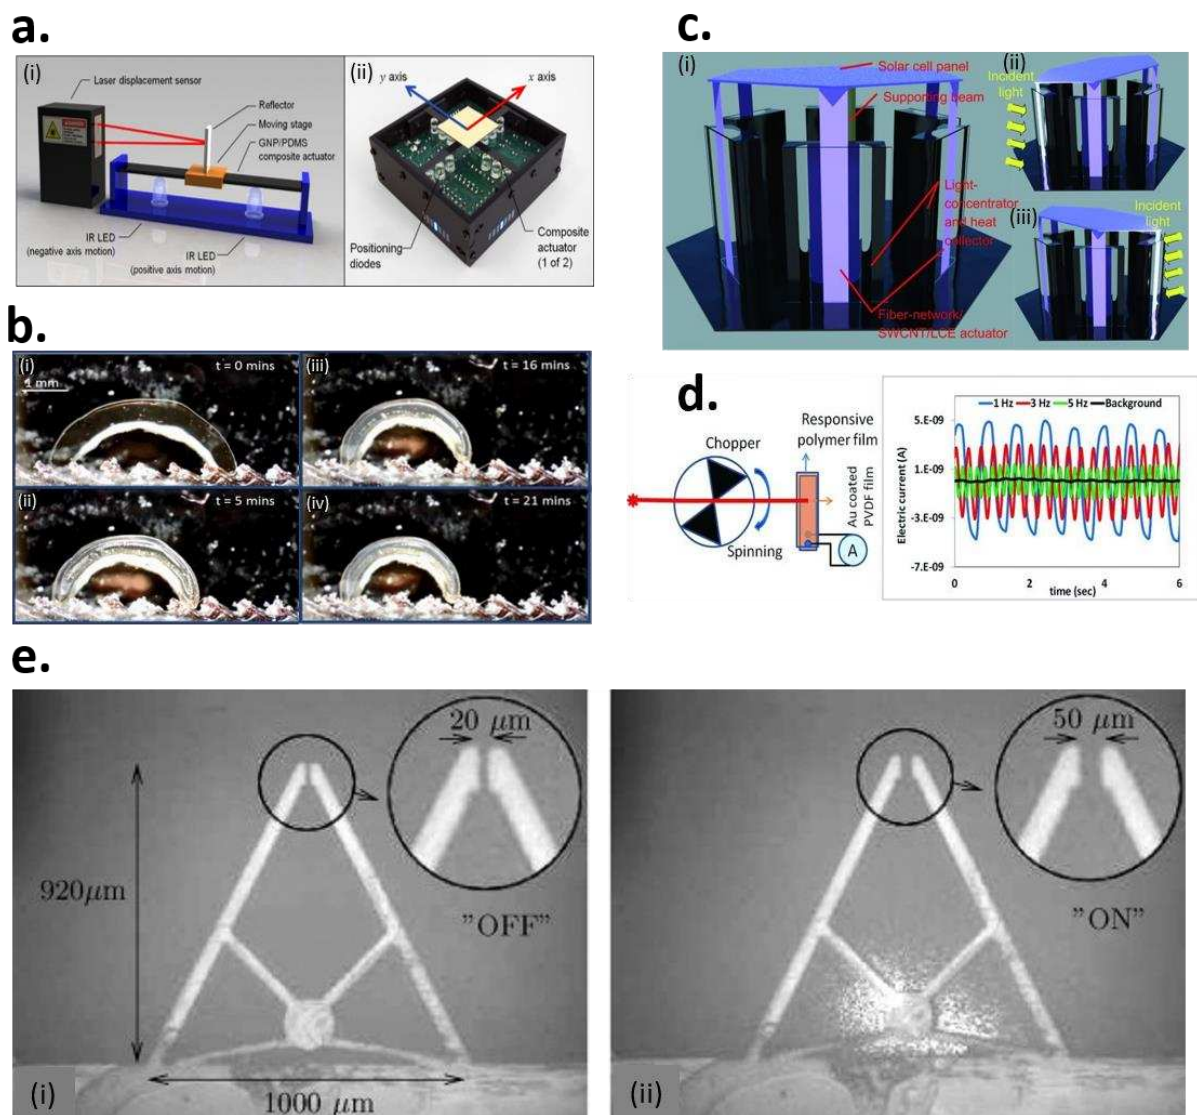 a.
(i)
Laser displacement sensor
Reflector
Moving stage
GNP/PDMS
composite actuator
IR LED
(negative axis motion)
IR LED
(positive axis motion)
(ii)
y axis
x axis
Positioning
diodes
Composite
actuator
(1 of 2)
b.
(i)
t = 0 mins
1 mm
(iii)
t = 16 mins
(ii)
t = 5 mins
(iv)
t = 21 mins
c.
(i)
Solar cell panel
Supporting beam
Light-
concentrator
and heat
collector
Fiber-network/
SWCNT/LCE actuator
(ii)
Incident
light
(iii)
Incident
light
d.
Chopper
Responsive
polymer film
Au coated
PVDF film
Spinning
A
1 Hz
3 Hz
5 Hz
Background
Electric current (A)
5.E-09
1.E-09
-3.E-09
-7.E-09
0
2
4
6
time (sec)
e.
20 μm
920μm
"OFF"
1000 μm
(i)
50 μm
"ON"
(ii)